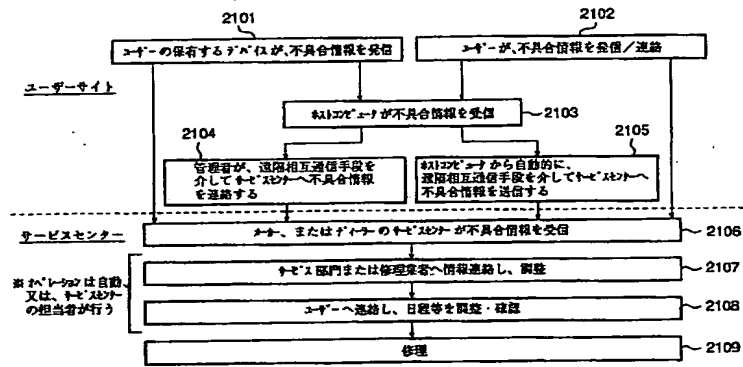 2101
2102
ユーザーの保有するデバイスが、不具合情報を発信
ユーザーが、不具合情報を発信／連絡
ユーザーサイト
ホストコンピュータが不具合情報を受信
2103
2104
2105
管理者が、遠隔相互通信手段を
介してサービスセンターへ不具合情報
を連絡する
ホストコンピュータから自動的に、
遠隔相互通信手段を介してサービスセンターへ
不具合情報を送信する
サービスセンター
メーカー、またはディーラーのサービスセンターが不具合情報を受信
2106
サービス部門または修理業者へ情報連絡し、調整
2107
※オペレーションは自動、
又は、サービスセンター
の担当者が行う
ユーザーへ連絡し、日程等を調整・確認
2108
修理
2109